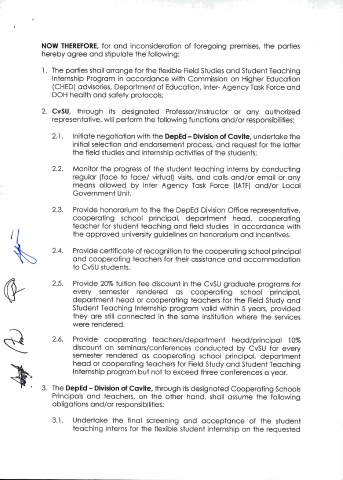 NOW THEREFORE, for and inconsideration of foregoing premises, the parties
hereby agree and stipulate the following:
1. The parties shall arrange for the flexible Field Studies and Student Teaching
Internship Program in accordance with Commission on Higher Education
(CHED) advisories, Department of Education, Inter- Agency Task Force and
DOH health and safety protocols;
2. CvSU, through its designated Professor/Instructor or any authorized
representative, will perform the following functions and/or responsibilities:
2.1. Initiate negotiation with the DepEd – Division of Cavite, undertake the
initial selection and endorsement process, and request for the latter
the field studies and internship activities of the students;
2.2. Monitor the progress of the student teaching interns by conducting
regular (face to face/ virtual) visits, and calls and/or email or any
means allowed by Inter Agency Task Force (IATF) and/or Local
Government Unit.
2.3. Provide honorarium to the the DepEd Division Office representative,
cooperating school principal, department head, cooperating
teacher for student teaching and field studies in accordance with
the approved university guidelines on honorarium and incentives.
2.4. Provide certificate of recognition to the cooperating school principal
and cooperating teachers for their assistance and accommodation
to CvSU students.
2.5. Provide 20% tuition fee discount in the CvSU graduate programs for
every semester rendered as cooperating school principal,
department head or cooperating teachers for the Field Study and
Student Teaching Internship program valid within 5 years, provided
they are still connected in the same institution where the services
were rendered.
2.6. Provide cooperating teachers/department head/principal 10%
discount on seminars/conferences conducted by CvSU for every
semester rendered as cooperating school principal, department
head or cooperating teachers for Field Study and Student Teaching
Internship program but not to exceed three conferences a year.
3. The DepEd – Division of Cavite, through its designated Cooperating Schools
Principals and teachers, on the other hand, shall assume the following
obligations and/or responsibilities:
3.1. Undertake the final screening and acceptance of the student
teaching interns for the flexible student internship on the requested